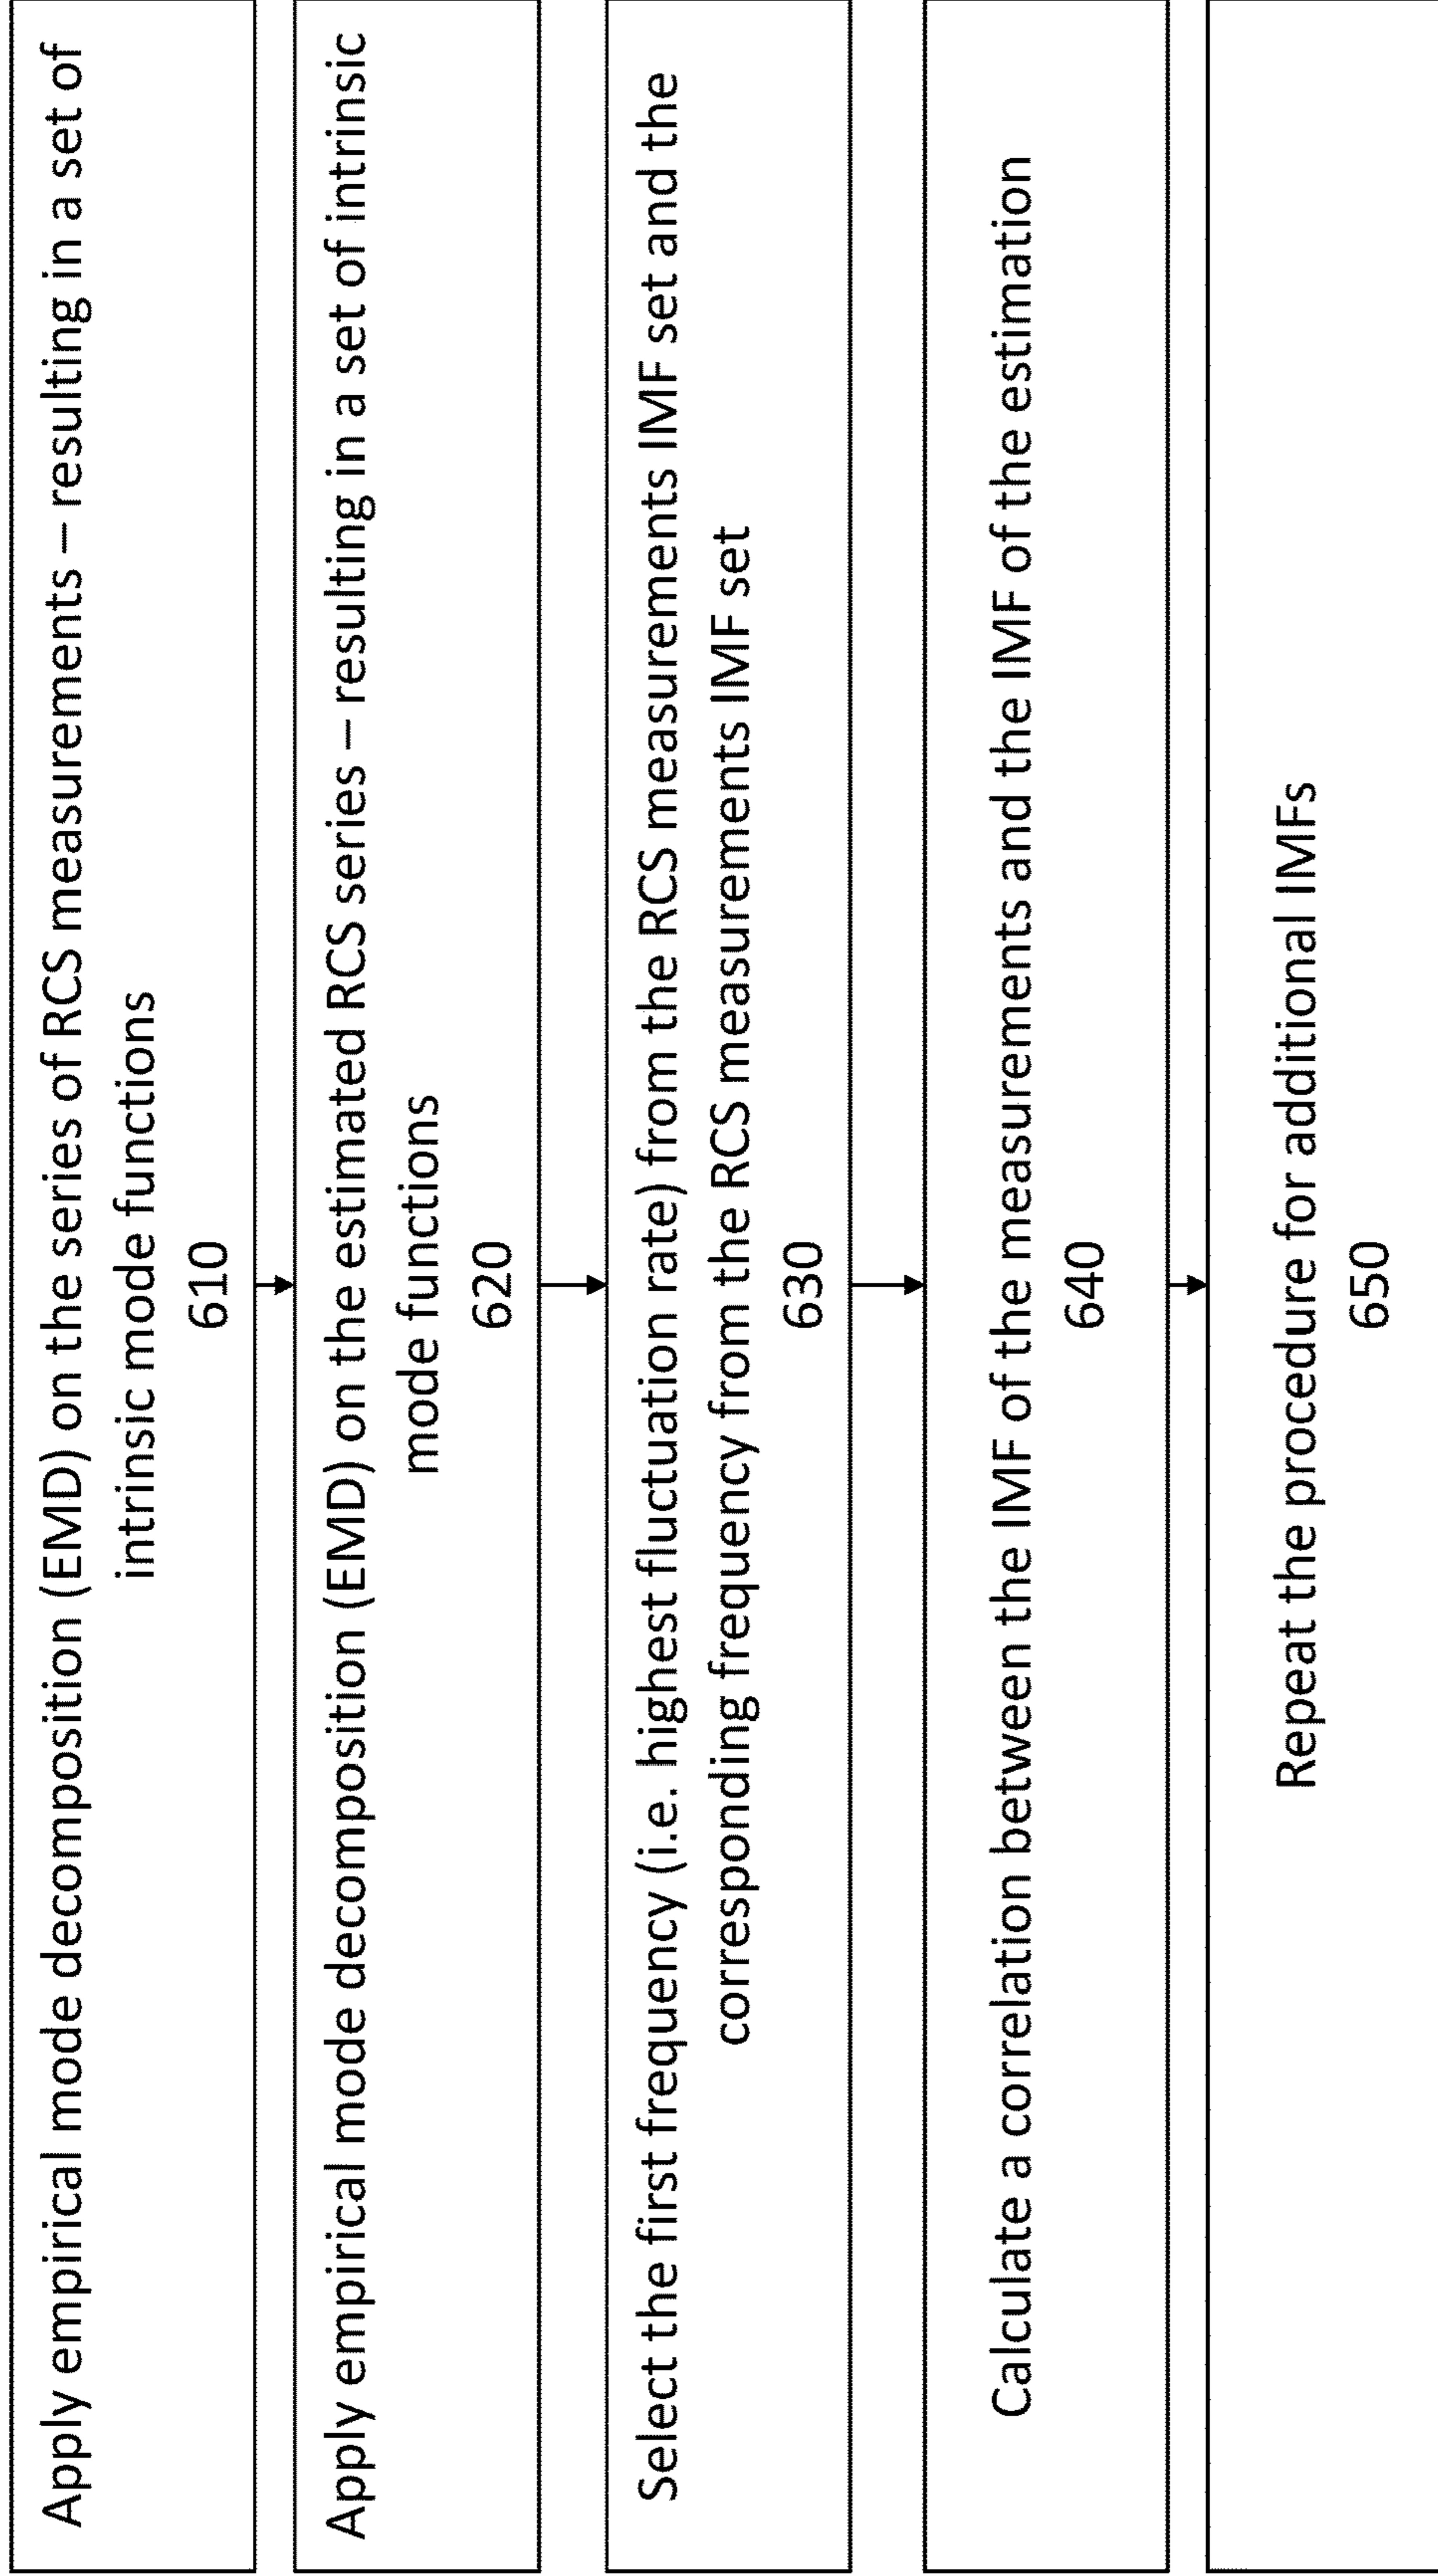 Apply empirical mode decomposition (EMD) on the series of RCS measurements – resulting in a set of
intrinsic mode functions
610
Apply empirical mode decomposition (EMD) on the estimated RCS series – resulting in a set of intrinsic
mode functions
620
Select the first frequency (i.e. highest fluctuation rate) from the RCS measurements IMF set and the
corresponding frequency from the RCS measurements IMF set
630
Calculate a correlation between the IMF of the measurements and the IMF of the estimation
640
Repeat the procedure for additional IMFs
650